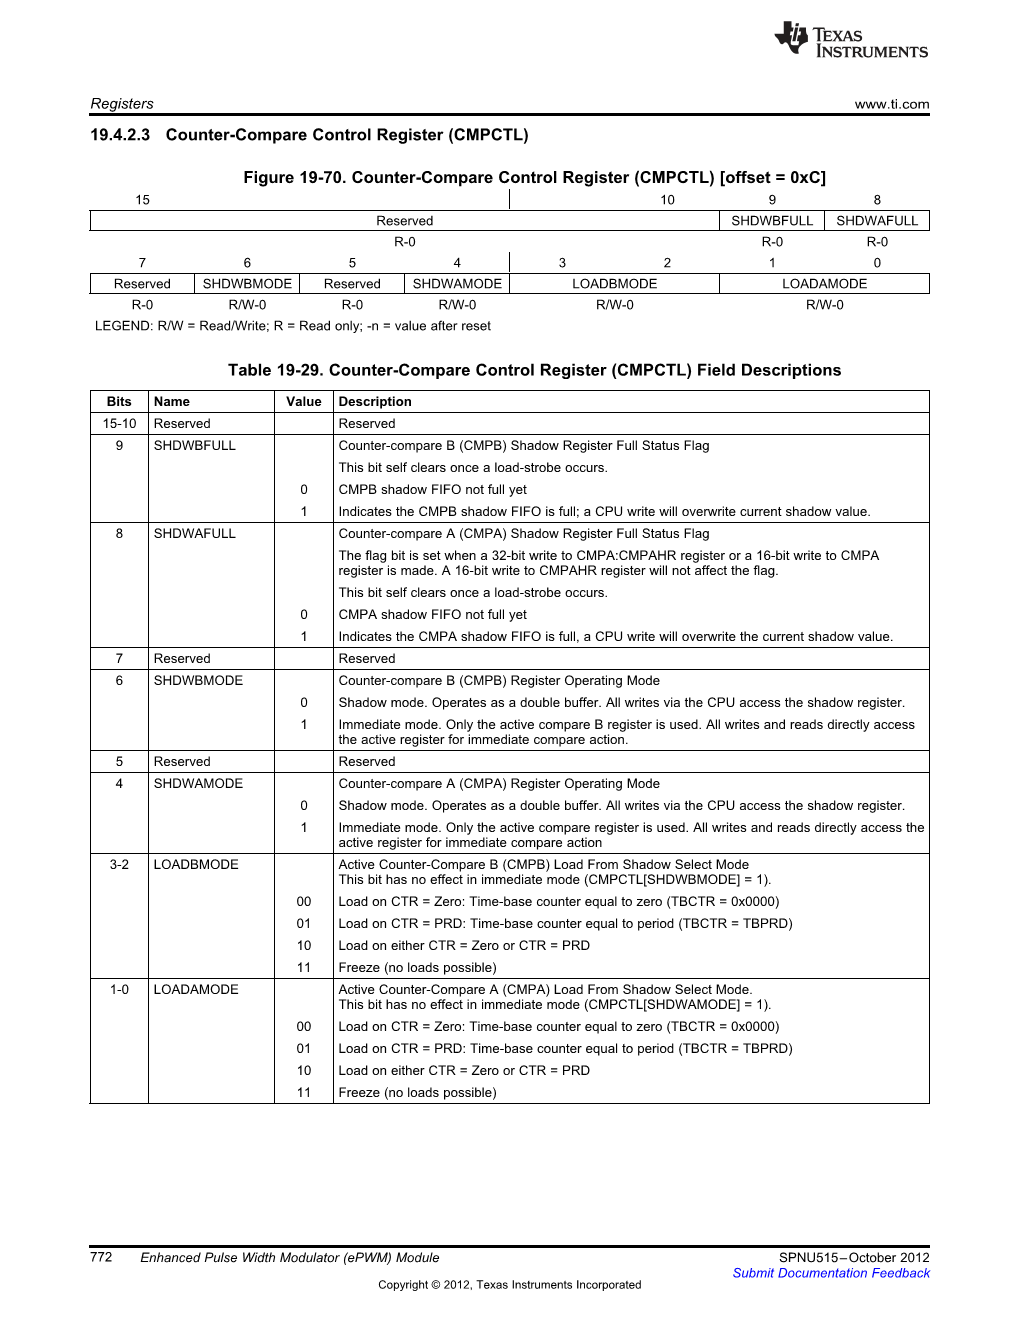 TEXAS
INSTRUMENTS
Registers www.ti.com
19.4.2.3 Counter-Compare Control Register (CMPCTL)
Figure 19-70. Counter-Compare Control Register (CMPCTL) [offset = 0xC]
15 10 9 8
Reserved SHDWBFULL SHDWAFULL
R-0 R-0 R-0
7 6 5 4 3 2 1 0
Reserved SHDWBMODE Reserved SHDWAMODE LOADBMODE LOADAMODE
R-0 R/W-0 R-0 R/W-0 R/W-0 R/W-0
LEGEND: R/W = Read/Write; R = Read only; -n = value after reset
Table 19-29. Counter-Compare Control Register (CMPCTL) Field Descriptions
Bits Name Value Description
15-10 Reserved Reserved
9 SHDWBFULL Counter-compare B (CMPB) Shadow Register Full Status Flag
This bit self clears once a load-strobe occurs.
0 CMPB shadow FIFO not full yet
1 Indicates the CMPB shadow FIFO is full; a CPU write will overwrite current shadow value.
8 SHDWAFULL Counter-compare A (CMPA) Shadow Register Full Status Flag
The flag bit is set when a 32-bit write to CMPA:CMPAHR register or a 16-bit write to CMPA
register is made. A 16-bit write to CMPAHR register will not affect the flag.
This bit self clears once a load-strobe occurs.
0 CMPA shadow FIFO not full yet
1 Indicates the CMPA shadow FIFO is full, a CPU write will overwrite the current shadow value.
7 Reserved Reserved
6 SHDWBMODE Counter-compare B (CMPB) Register Operating Mode
0 Shadow mode. Operates as a double buffer. All writes via the CPU access the shadow register.
1 Immediate mode. Only the active compare B register is used. All writes and reads directly access
the active register for immediate compare action.
5 Reserved Reserved
4 SHDWAMODE Counter-compare A (CMPA) Register Operating Mode
0 Shadow mode. Operates as a double buffer. All writes via the CPU access the shadow register.
1 Immediate mode. Only the active compare register is used. All writes and reads directly access the
active register for immediate compare action
3-2 LOADBMODE Active Counter-Compare B (CMPB) Load From Shadow Select Mode
This bit has no effect in immediate mode (CMPCTL[SHDWBMODE] = 1).
00 Load on CTR = Zero: Time-base counter equal to zero (TBCTR = 0x0000)
01 Load on CTR = PRD: Time-base counter equal to period (TBCTR = TBPRD)
10 Load on either CTR = Zero or CTR = PRD
11 Freeze (no loads possible)
1-0 LOADAMODE Active Counter-Compare A (CMPA) Load From Shadow Select Mode.
This bit has no effect in immediate mode (CMPCTL[SHDWAMODE] = 1).
00 Load on CTR = Zero: Time-base counter equal to zero (TBCTR = 0x0000)
01 Load on CTR = PRD: Time-base counter equal to period (TBCTR = TBPRD)
10 Load on either CTR = Zero or CTR = PRD
11 Freeze (no loads possible)
772 Enhanced Pulse Width Modulator (ePWM) Module SPNU515–October 2012
Submit Documentation Feedback
Copyright © 2012, Texas Instruments Incorporated